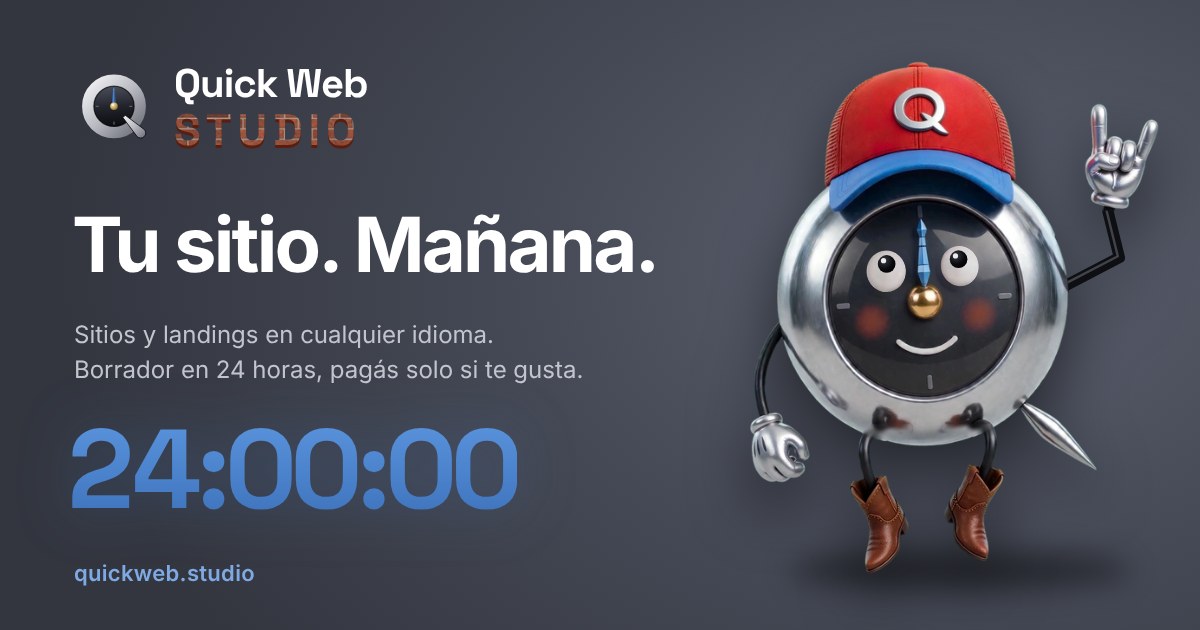 Quick Web
STUDIO
Tu sitio. Mañana.
Sitios y landings en cualquier idioma.
Borrador en 24 horas, pagás solo si te gusta.
24:00:00
quickweb.studio
Q